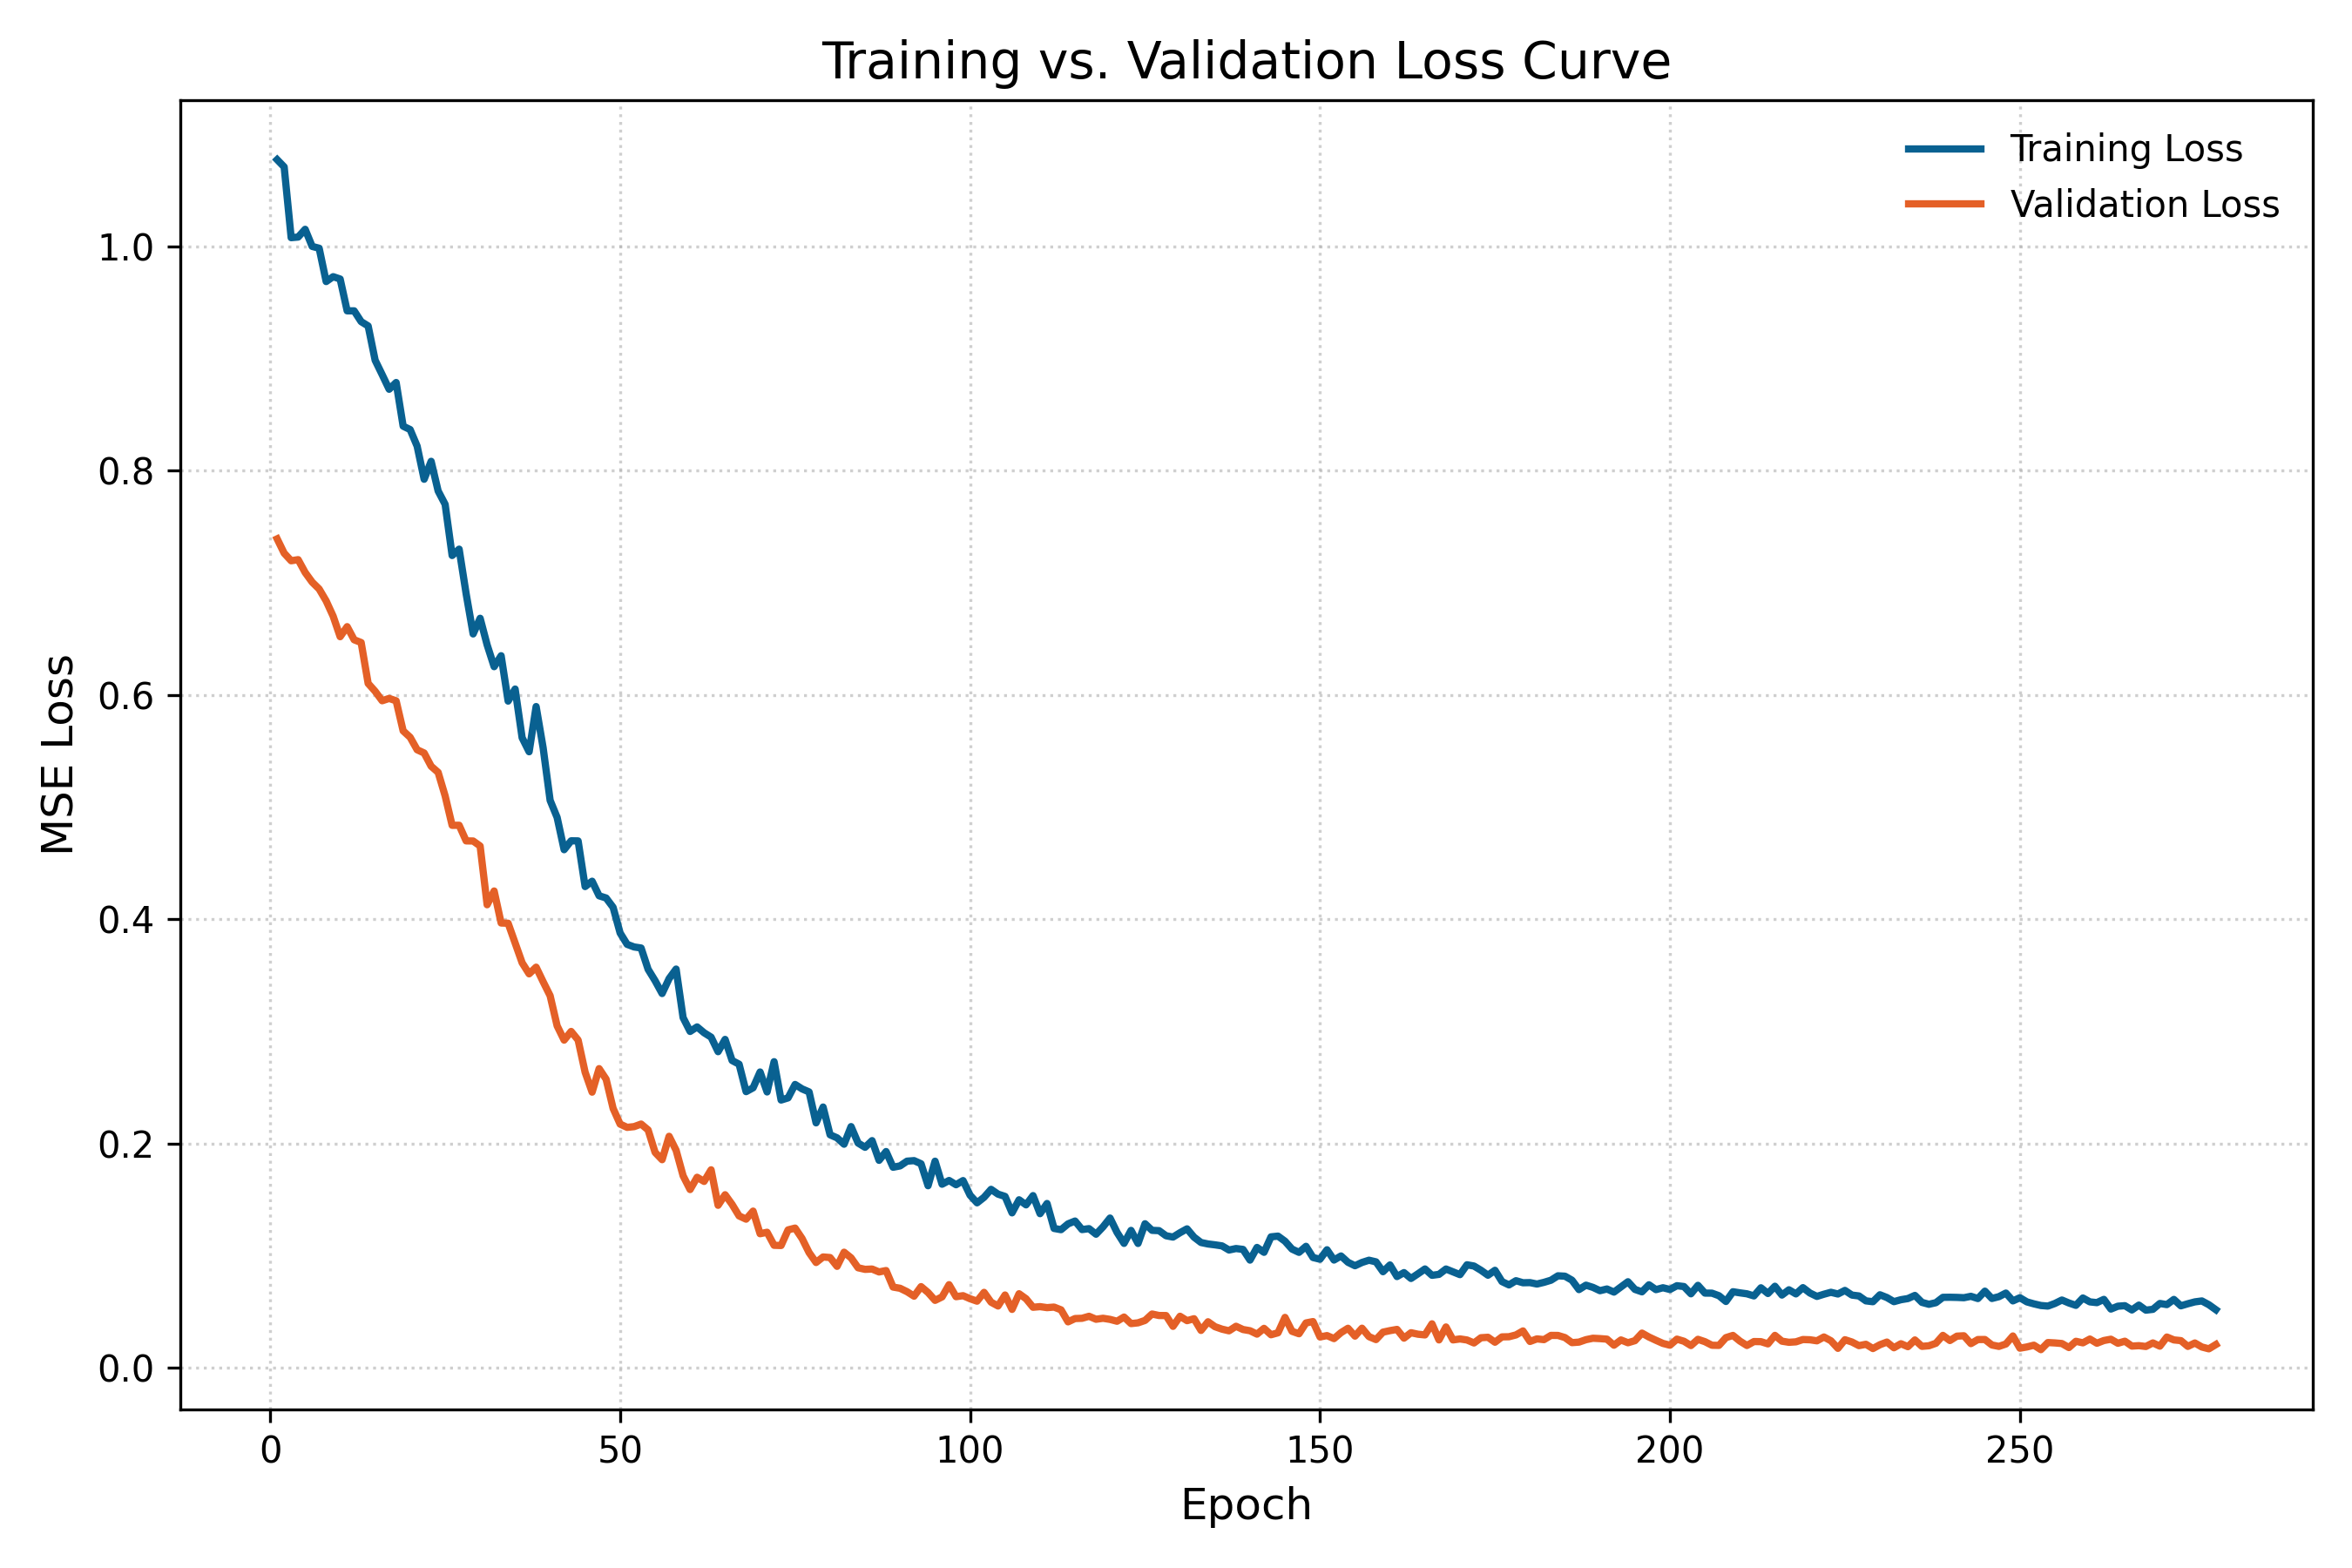 Training vs. Validation Loss Curve
Training Loss
Validation Loss
1.0
0.8
0.6
0.4
0.2
0.0
MSE Loss
0 50 100 150 200 250
Epoch